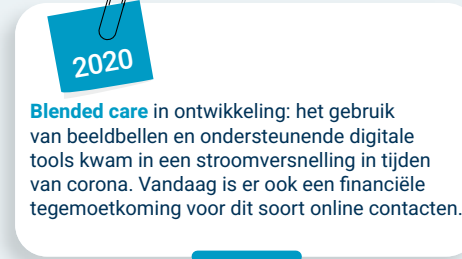 2020
Blended care in ontwikkeling: het gebruik
van beeldbellen en ondersteunende digitale
tools kwam in een stroomversnelling in tijden
van corona. Vandaag is er ook een financiële
tegemoetkoming voor dit soort online contacten.